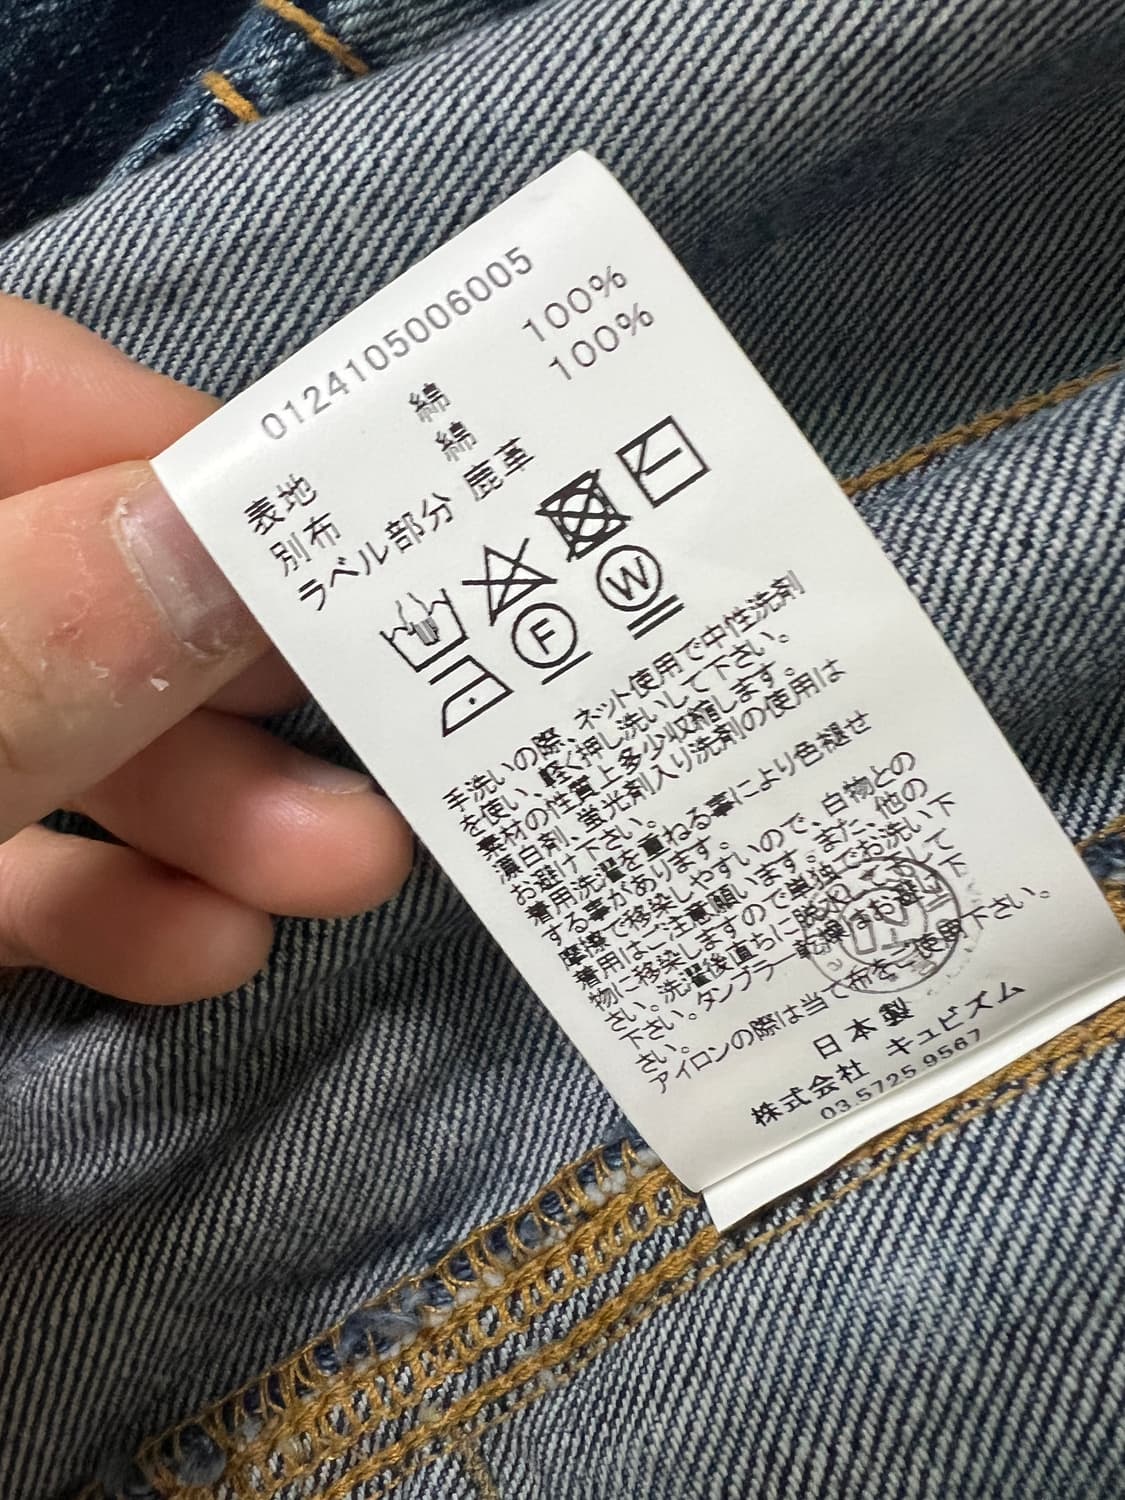 0124105006005
表地 綿 100%
別布 綿 100%
ラベル部分 鹿革
F W
手洗いの際、ネット使用で中性洗剤
を使い、軽く押し洗いして下さい。
素材の性質上多少収縮します。
漂白剤、蛍光剤入り洗剤の使用は
お避け下さい。
着用洗濯を重ねる事により色褪せ
する事があります。
摩擦で移染しやすいので、白物との
着用はご注意願います。また、他の
物に移染しますので単独でお洗い下
さい。洗濯後直ちに脱水して
下さい。タンブラー乾燥はお避け下
さい。
アイロンの際は当て布をご使用下さい。
日本製
株式会社 キュビズム
03.5725.9567